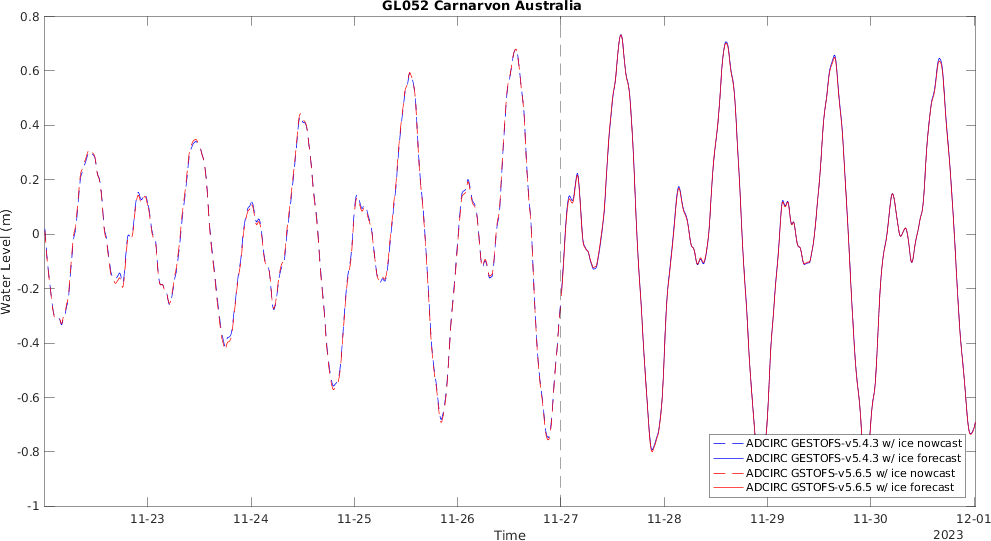 GL052 Carnarvon Australia
Water Level (m)
0.8
0.6
0.4
0.2
0
-0.2
-0.4
-0.6
-0.8
-1
ADCIRC GESTOFS-v5.4.3 w/ ice nowcast
ADCIRC GESTOFS-v5.4.3 w/ ice forecast
ADCIRC GSTOFS-v5.6.5 w/ ice nowcast
ADCIRC GSTOFS-v5.6.5 w/ ice forecast
11-23 11-24 11-25 11-26 11-27 11-28 11-29 11-30 12-01
Time
2023